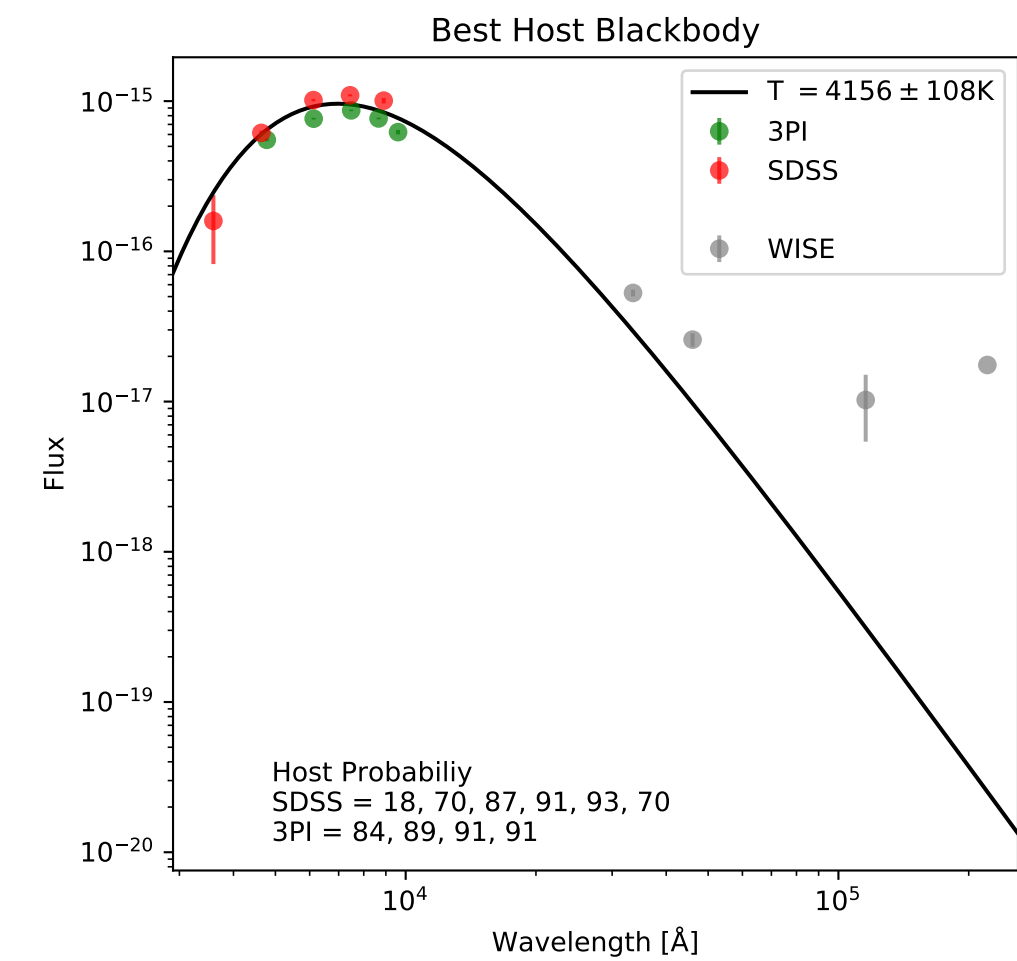 Best Host Blackbody
T = 4156 ± 108K
3PI
SDSS
WISE
Flux
10⁻¹⁵
10⁻¹⁶
10⁻¹⁷
10⁻¹⁸
10⁻¹⁹
10⁻²⁰
Host Probabiliy
SDSS = 18, 70, 87, 91, 93, 70
3PI = 84, 89, 91, 91
10⁴
10⁵
Wavelength [Å]